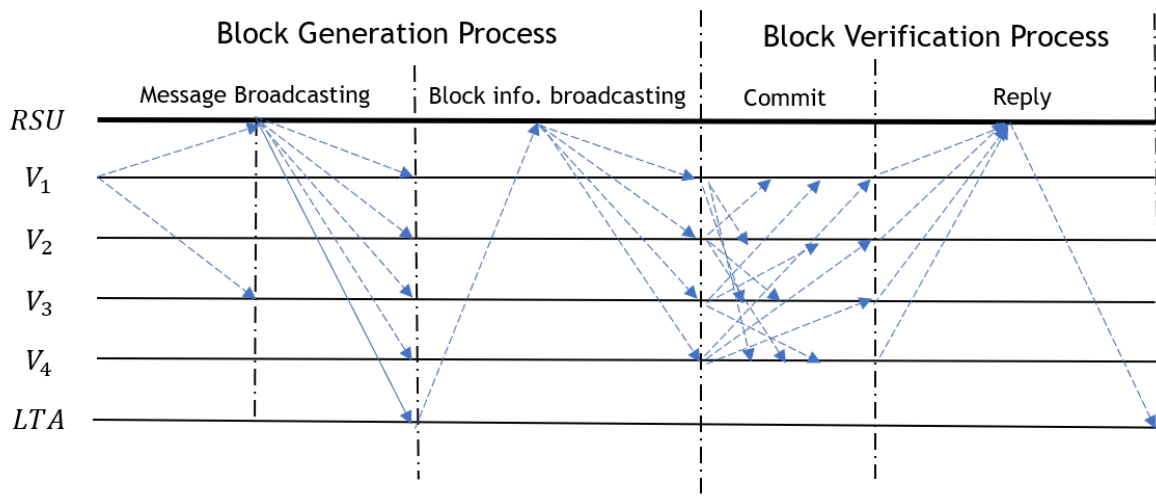 Block Generation Process
Block Verification Process
Message Broadcasting
Block info. broadcasting
Commit
Reply
RSU
V₁
V₂
V₃
V₄
LTA